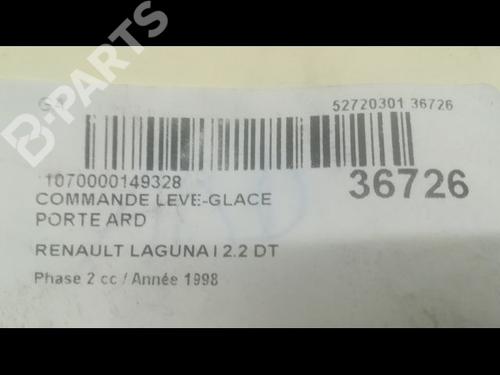 B-PARTS
52720301 36726
1070000149328
36726
COMMANDE LEVE-GLACE
PORTE ARD
RENAULT LAGUNA I 2.2 DT
Phase 2 cc / Année 1998